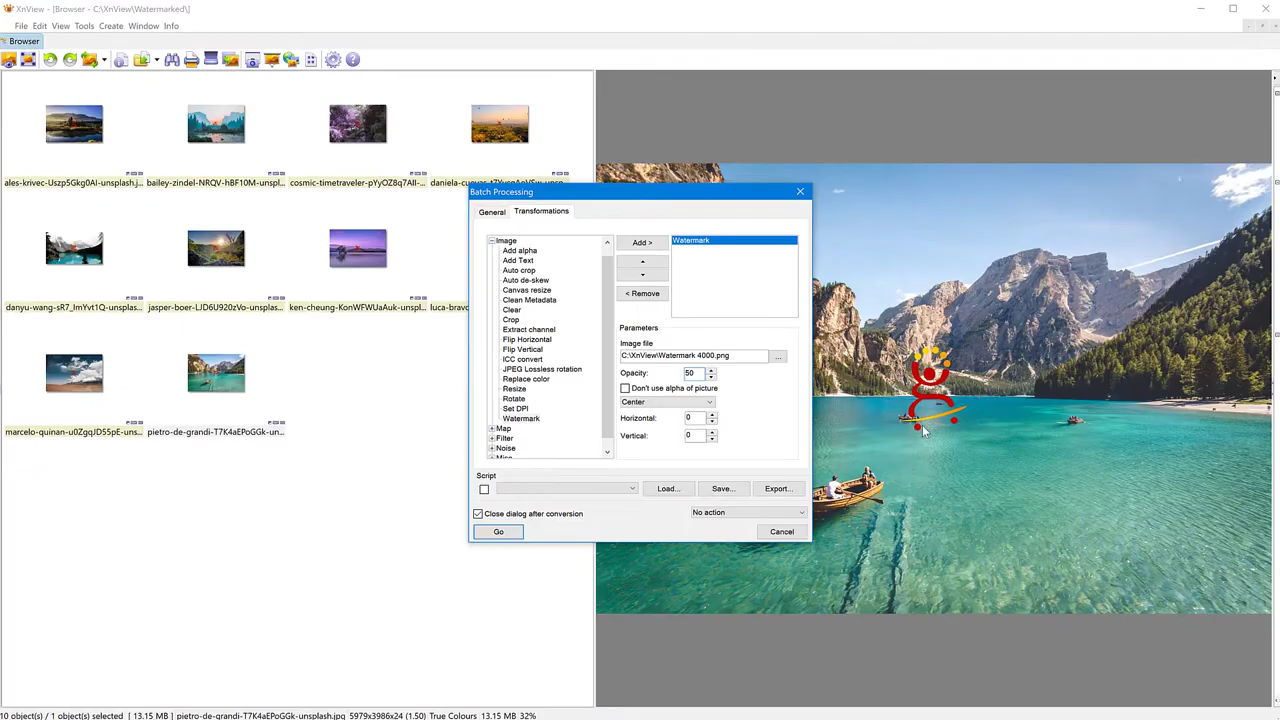 XnView - [Browser - C:\XnView\Watermarked\]
File Edit View Tools Create Window Info
Browser
ales-krivec-Uszp5Gkg0AI-unsplash.j...
bailey-zindel-NRQV-hBF10M-unspl...
cosmic-timetraveler-pYyOZ8q7AII-...
danyu-wang-sR7_ImYvt1Q-unsplas...
jasper-boer-LJD6U920zVo-unsplas...
ken-cheung-KonWFWUaAuk-unspl...
luca-bravo
marcelo-quinan-u0ZgqJD55pE-uns...
pietro-de-grandi-T7K4aEPoGGk-un...
Batch Processing
General Transformations
Image
Add alpha
Add Text
Auto crop
Auto de-skew
Canvas resize
Clean Metadata
Clear
Crop
Extract channel
Flip Horizontal
Flip Vertical
ICC convert
JPEG Lossless rotation
Replace color
Resize
Rotate
Set DPI
Watermark
Map
Filter
Noise
Misc
Add >
< Remove
Watermark
Parameters
Image file
C:\XnView\Watermark 4000.png
...
Opacity: 50
Don't use alpha of picture
Center
Horizontal: 0
Vertical: 0
Script
Load... Save... Export...
Close dialog after conversion
No action
Go
Cancel
10 object(s) / 1 object(s) selected [ 13.15 MB ] pietro-de-grandi-T7K4aEPoGGk-unsplash.jpg 5979x3986x24 (1.50) True Colours 13.15 MB 32%